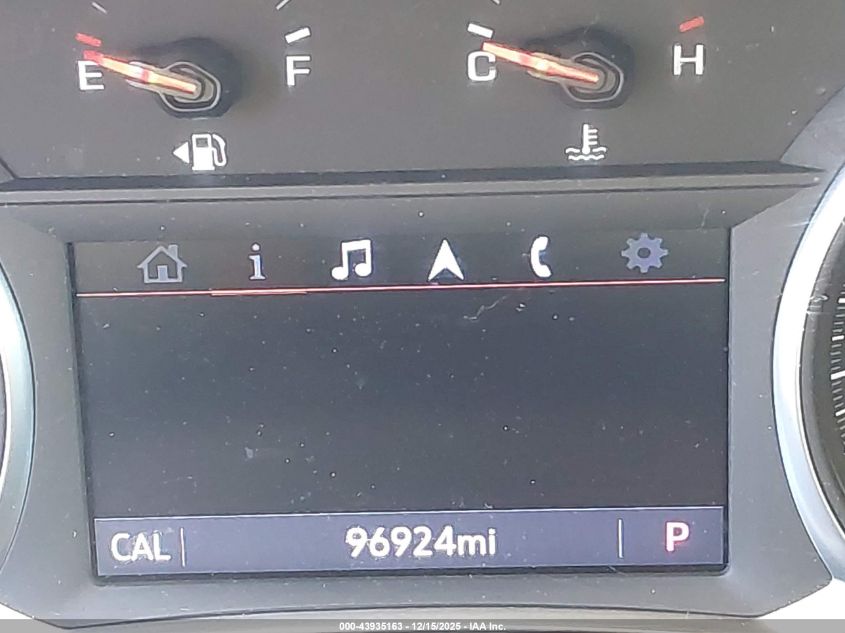 E F C H
CAL 96924mi P
000-43935163 - 12/15/2025 - IAA Inc.